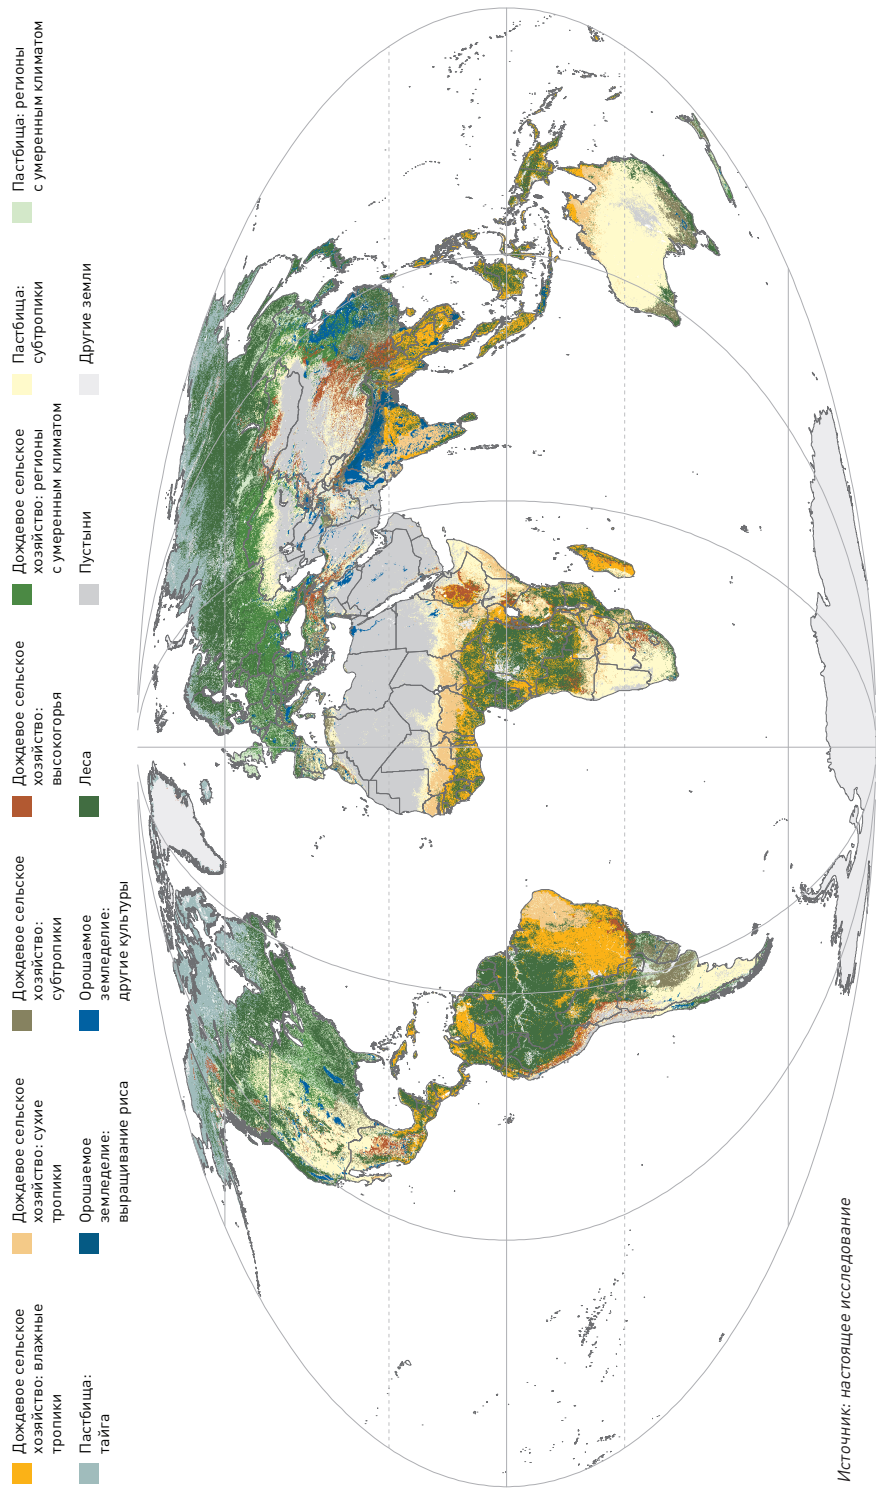 Дождевое сельское
хозяйство: влажные
тропики
Дождевое сельское
хозяйство: сухие
тропики
Дождевое сельское
хозяйство:
субтропики
Дождевое сельское
хозяйство:
высокогорья
Дождевое сельское
хозяйство: регионы
с умеренным климатом
Пастбища:
субтропики
Пастбища: регионы
с умеренным климатом
Пастбища:
тайга
Орошаемое
земледелие:
выращивание риса
Орошаемое
земледелие:
другие культуры
Леса
Пустыни
Другие земли
Источник: настоящее исследование